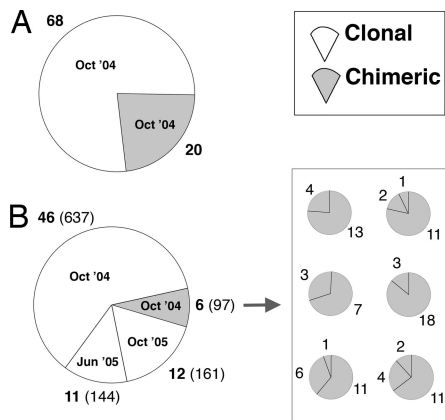 A
68
Oct '04
Oct '04
20
Clonal
Chimeric
B
46 (637)
Oct '04
Oct '04
6 (97)
Oct '05
12 (161)
Jun '05
11 (144)
4
13
1
2
11
3
7
3
18
1
6
11
2
4
11